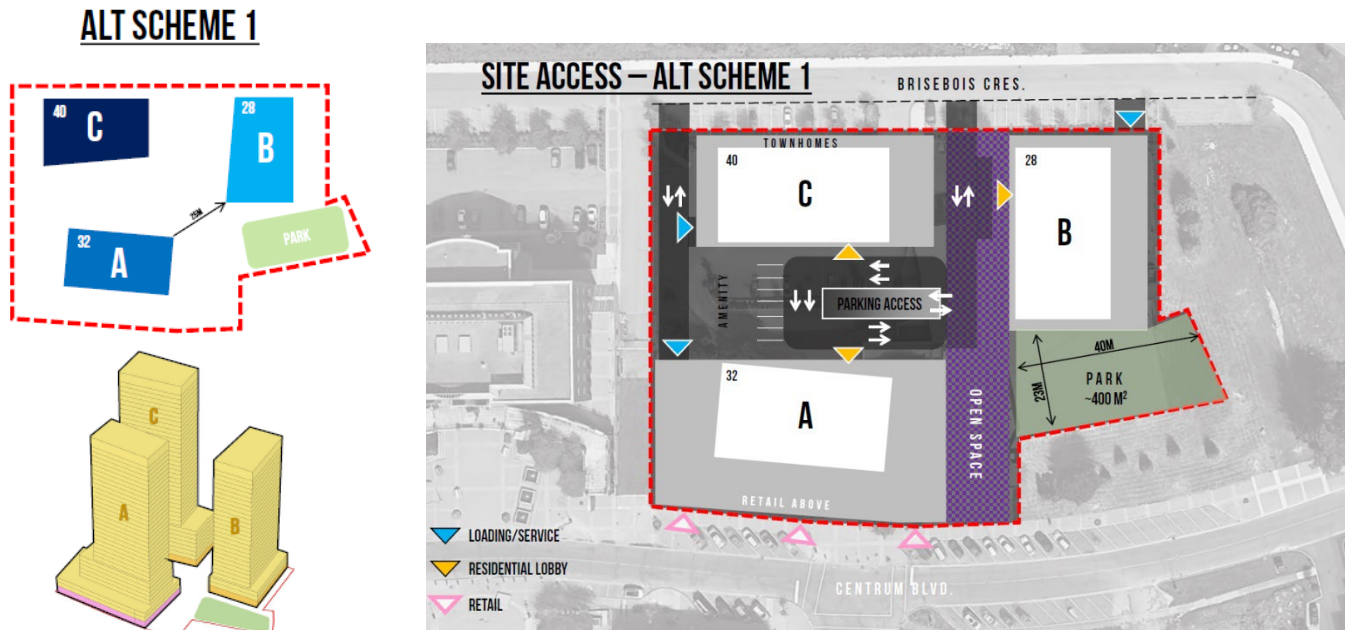 ALT SCHEME 1
40
C
28
B
25M
32
A
PARK
C
A
B
SITE ACCESS – ALT SCHEME 1
BRISEBOIS CRES.
TOWNHOMES
40
C
28
B
AMENITY
PARKING ACCESS
40M
23M
PARK
~400 M²
32
A
OPEN SPACE
RETAIL ABOVE
LOADING/SERVICE
RESIDENTIAL LOBBY
RETAIL
CENTRUM BLVD.